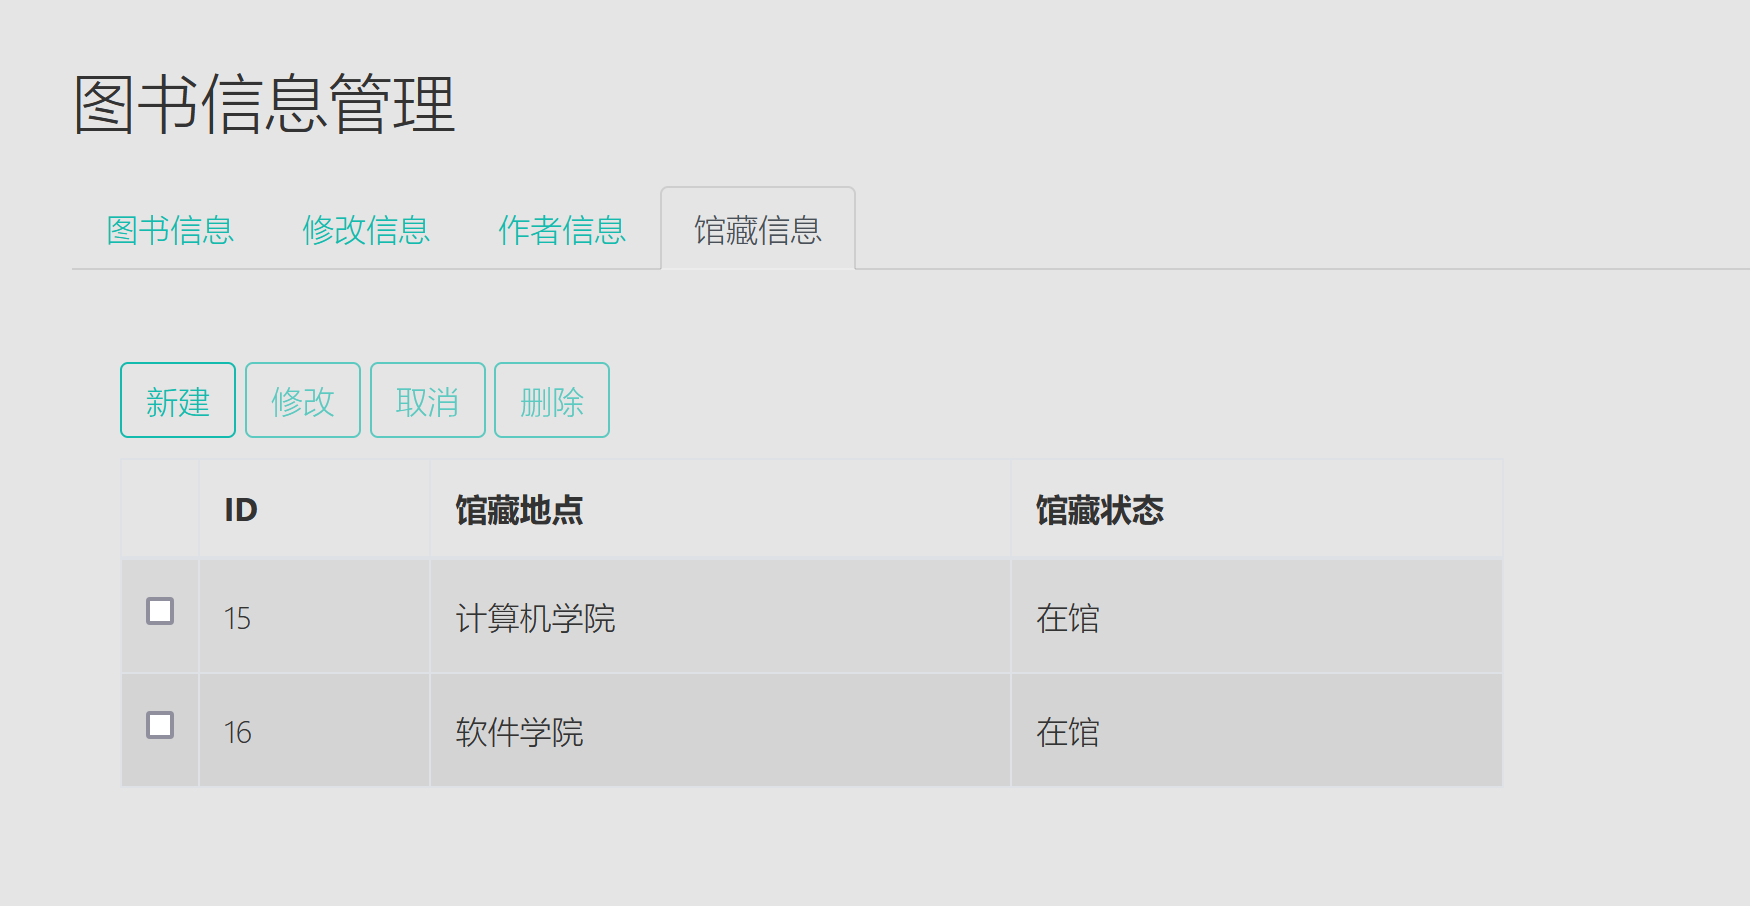 图书信息管理
图书信息 修改信息 作者信息 馆藏信息
新建 修改 取消 删除
ID 馆藏地点 馆藏状态
15 计算机学院 在馆
16 软件学院 在馆